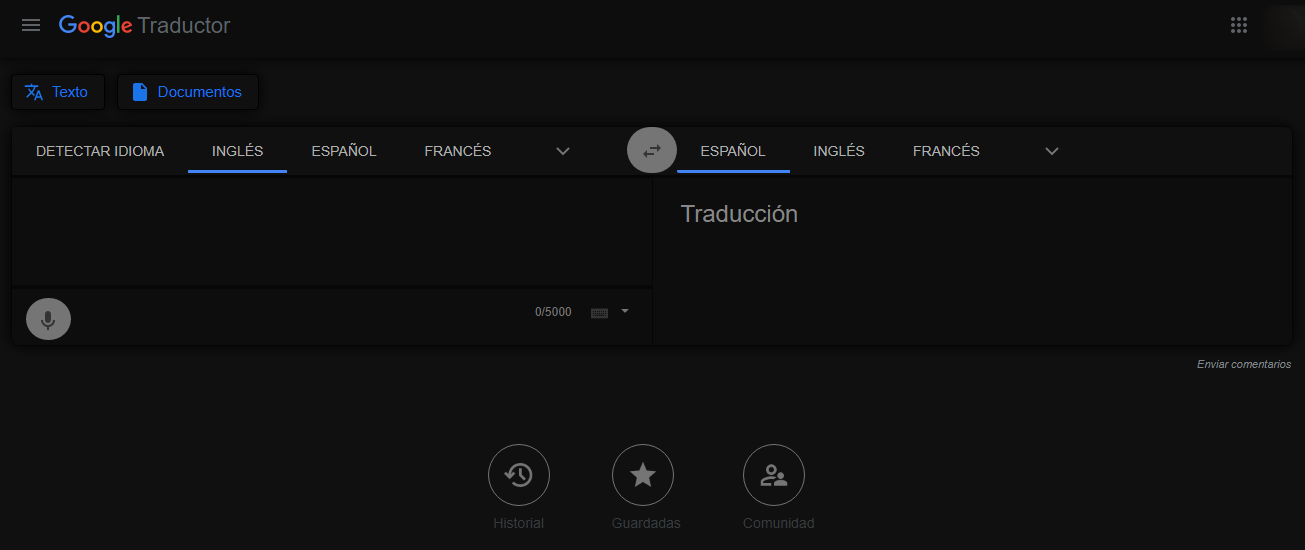 Google Traductor
Texto Documentos
DETECTAR IDIOMA INGLÉS ESPAÑOL FRANCÉS ESPAÑOL INGLÉS FRANCÉS
Traducción
0/5000
Enviar comentarios
Historial Guardadas Comunidad